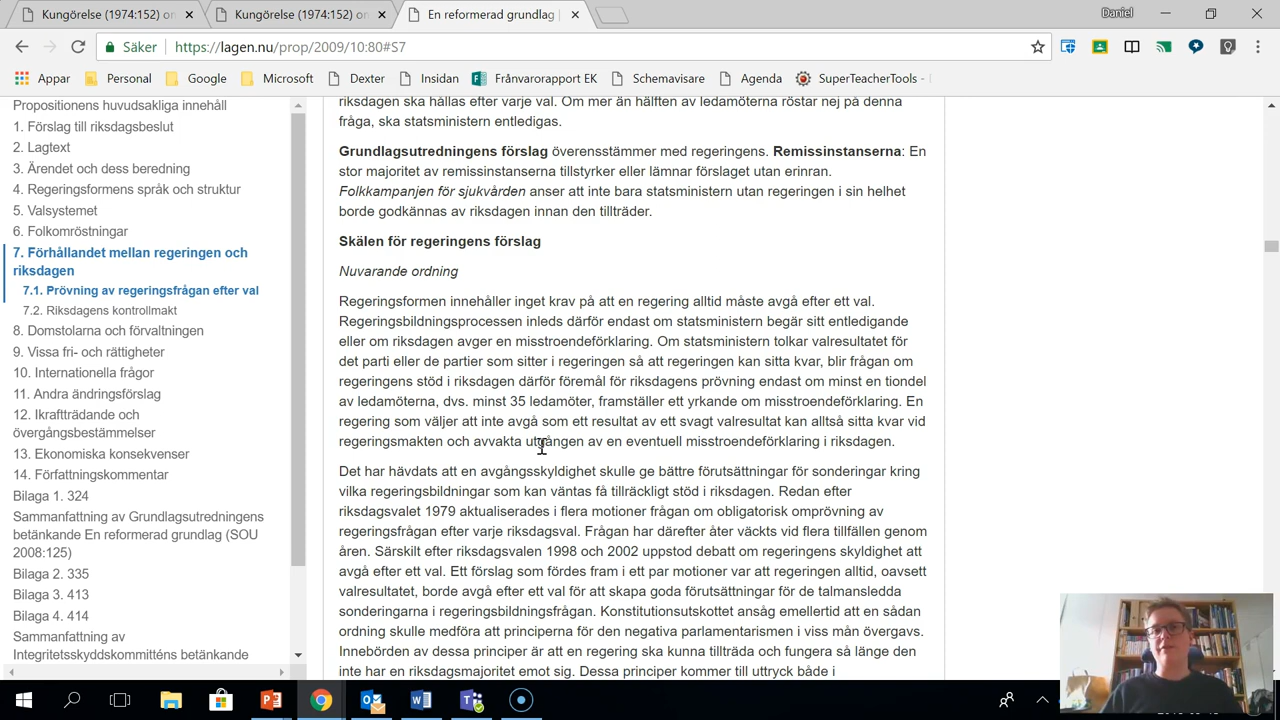 Kungörelse (1974:152) on
Kungörelse (1974:152) on
En reformerad grundlag |
Daniel
Säker
https://lagen.nu/prop/2009/10:80#S7
Appar
Personal
Google
Microsoft
Dexter
Insidan
Frånvarorapport EK
Schemavisare
Agenda
SuperTeacherTools -
Propositionens huvudsakliga innehåll
1. Förslag till riksdagsbeslut
2. Lagtext
3. Ärendet och dess beredning
4. Regeringsformens språk och struktur
5. Valsystemet
6. Folkomröstningar
7. Förhållandet mellan regeringen och
riksdagen
7.1. Prövning av regeringsfrågan efter val
7.2. Riksdagens kontrollmakt
8. Domstolarna och förvaltningen
9. Vissa fri- och rättigheter
10. Internationella frågor
11. Andra ändringsförslag
12. Ikraftträdande och
övergångsbestämmelser
13. Ekonomiska konsekvenser
14. Författningskommentar
Bilaga 1. 324
Sammanfattning av Grundlagsutredningens
betänkande En reformerad grundlag (SOU
2008:125)
Bilaga 2. 335
Bilaga 3. 413
Bilaga 4. 414
Sammanfattning av
Integritetsskyddskommitténs betänkande
riksdagen ska hållas efter varje val. Om mer än hälften av ledamöterna röstar nej på denna
fråga, ska statsministern entledigas.
Grundlagsutredningens förslag överensstämmer med regeringens. Remissinstanserna: En
stor majoritet av remissinstanserna tillstyrker eller lämnar förslaget utan erinran.
Folkkampanjen för sjukvården anser att inte bara statsministern utan regeringen i sin helhet
borde godkännas av riksdagen innan den tillträder.
Skälen för regeringens förslag
Nuvarande ordning
Regeringsformen innehåller inget krav på att en regering alltid måste avgå efter ett val.
Regeringsbildningsprocessen inleds därför endast om statsministern begär sitt entledigande
eller om riksdagen avger en misstroendeförklaring. Om statsministern tolkar valresultatet för
det parti eller de partier som sitter i regeringen så att regeringen kan sitta kvar, blir frågan om
regeringens stöd i riksdagen därför föremål för riksdagens prövning endast om minst en tiondel
av ledamöterna, dvs. minst 35 ledamöter, framställer ett yrkande om misstroendeförklaring. En
regering som väljer att inte avgå som ett resultat av ett svagt valresultat kan alltså sitta kvar vid
regeringsmakten och avvakta utgången av en eventuell misstroendeförklaring i riksdagen.
Det har hävdats att en avgångsskyldighet skulle ge bättre förutsättningar för sonderingar kring
vilka regeringsbildningar som kan väntas få tillräckligt stöd i riksdagen. Redan efter
riksdagsvalet 1979 aktualiserades i flera motioner frågan om obligatorisk omprövning av
regeringsfrågan efter varje riksdagsval. Frågan har därefter åter väckts vid flera tillfällen genom
åren. Särskilt efter riksdagsvalen 1998 och 2002 uppstod debatt om regeringens skyldighet att
avgå efter ett val. Ett förslag som fördes fram i ett par motioner var att regeringen alltid, oavsett
valresultatet, borde avgå efter ett val för att skapa goda förutsättningar för de talmansledda
sonderingarna i regeringsbildningsfrågan. Konstitutionsutskottet ansåg emellertid att en sådan
ordning skulle medföra att principerna för den negativa parlamentarismen i viss mån övergavs.
Innebörden av dessa principer är att en regering ska kunna tillträda och fungera så länge den
inte har en riksdagsmajoritet emot sig. Dessa principer kommer till uttryck både i